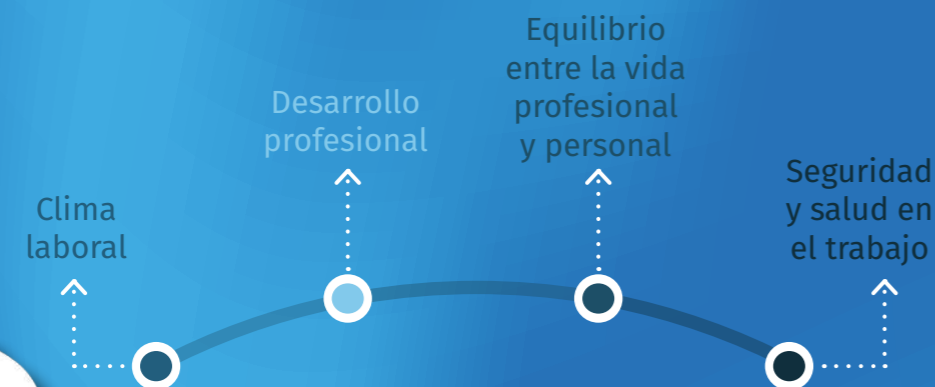 Clima
laboral
Desarrollo
profesional
Equilibrio
entre la vida
profesional
y personal
Seguridad
y salud en
el trabajo